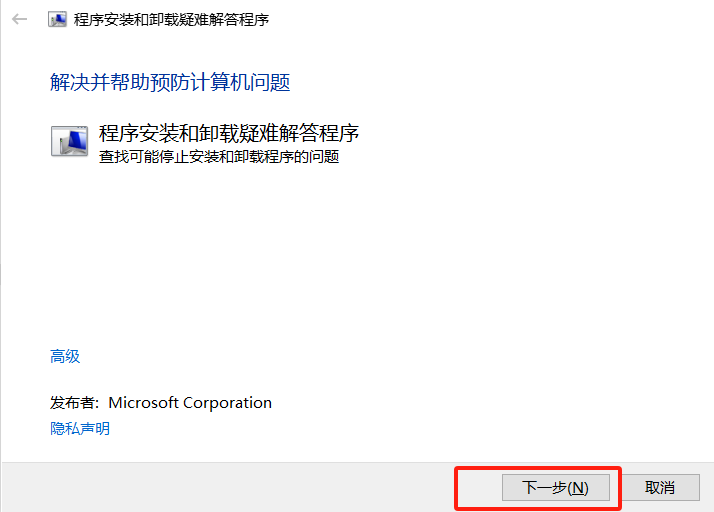 程序安装和卸载疑难解答程序
解决并帮助预防计算机问题
程序安装和卸载疑难解答程序
查找可能停止安装和卸载程序的问题
高级
发布者: Microsoft Corporation
隐私声明
下一步(N)
取消